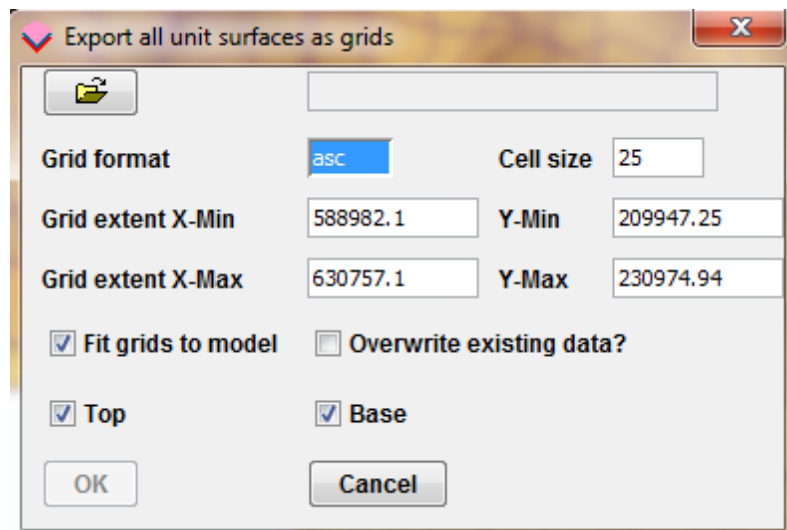 Export all unit surfaces as grids
Grid format asc Cell size 25
Grid extent X-Min 588982.1 Y-Min 209947.25
Grid extent X-Max 630757.1 Y-Max 230974.94
Fit grids to model Overwrite existing data?
Top Base
OK Cancel